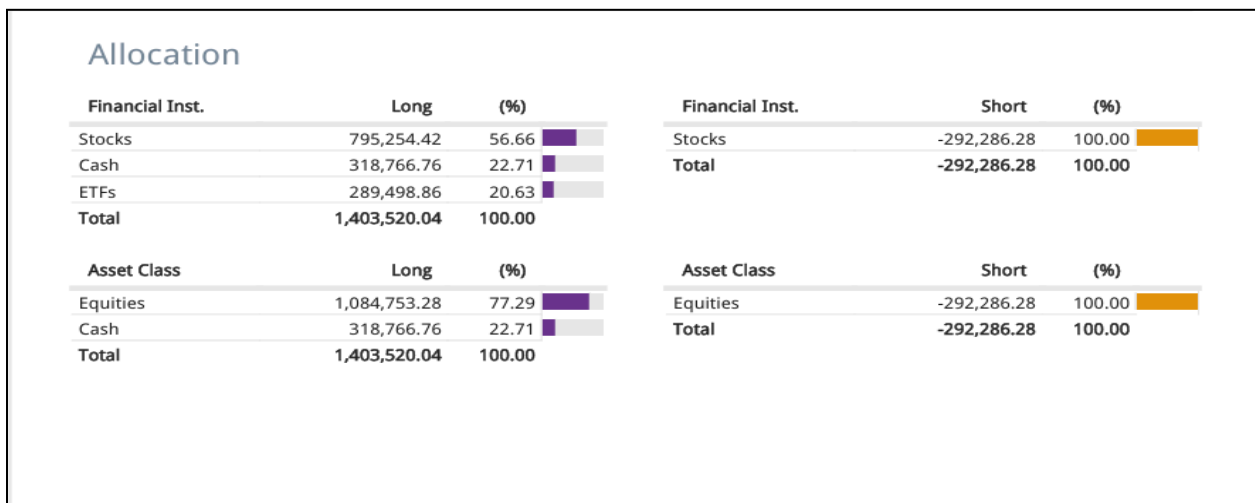 Allocation
Financial Inst. Long (%)
Stocks 795,254.42 56.66
Cash 318,766.76 22.71
ETFs 289,498.86 20.63
Total 1,403,520.04 100.00
Financial Inst. Short (%)
Stocks -292,286.28 100.00
Total -292,286.28 100.00
Asset Class Long (%)
Equities 1,084,753.28 77.29
Cash 318,766.76 22.71
Total 1,403,520.04 100.00
Asset Class Short (%)
Equities -292,286.28 100.00
Total -292,286.28 100.00